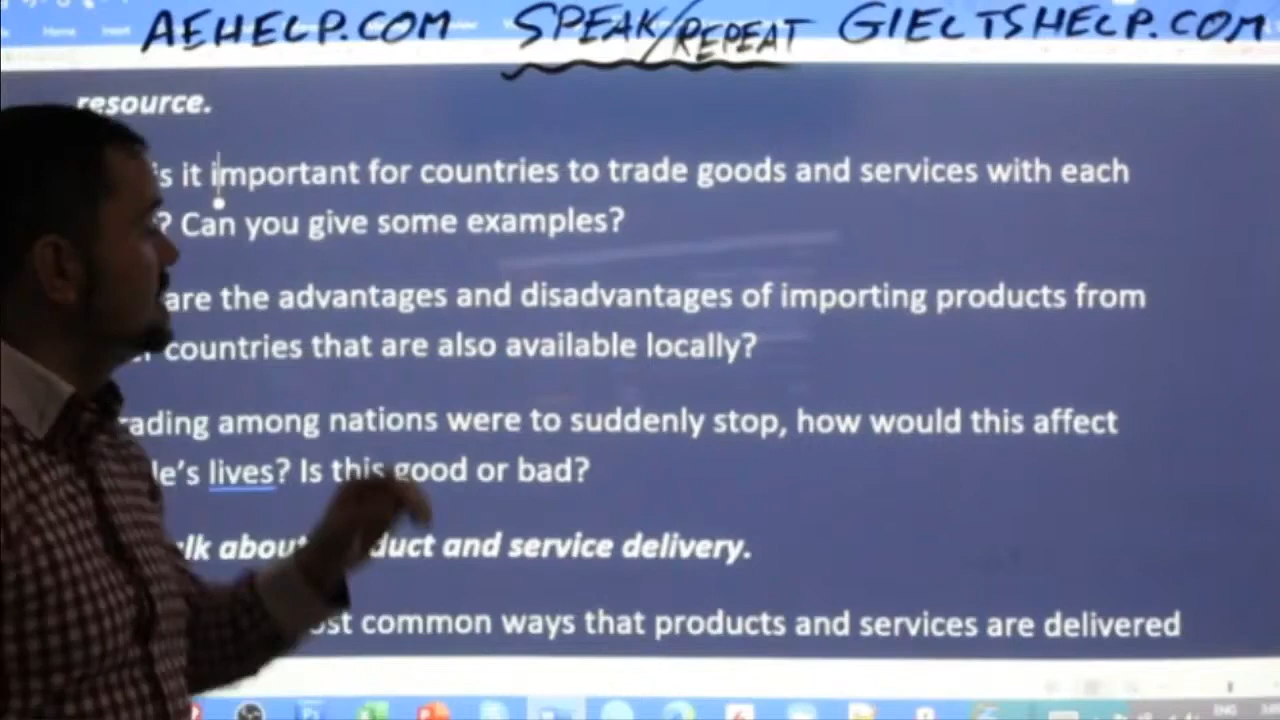 AEHELP.COM SPEAK/REPEAT GIELTSHELP.COM
resource.
is it important for countries to trade goods and services with each
? Can you give some examples?
are the advantages and disadvantages of importing products from
countries that are also available locally?
ading among nations were to suddenly stop, how would this affect
le's lives? Is this good or bad?
lk about duct and service delivery.
ost common ways that products and services are delivered
ENG